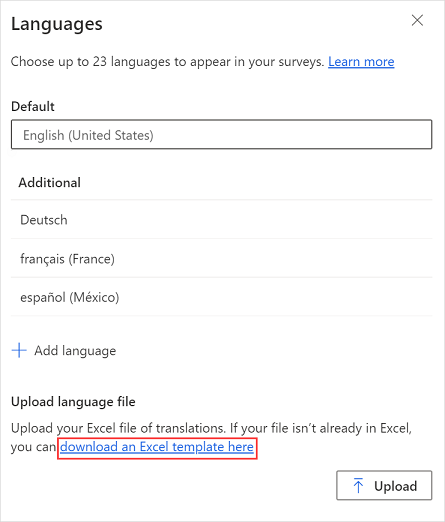 Languages
Choose up to 23 languages to appear in your surveys. Learn more
Default
English (United States)
Additional
Deutsch
français (France)
español (México)
Add language
Upload language file
Upload your Excel file of translations. If your file isn’t already in Excel,
you can download an Excel template here
Upload